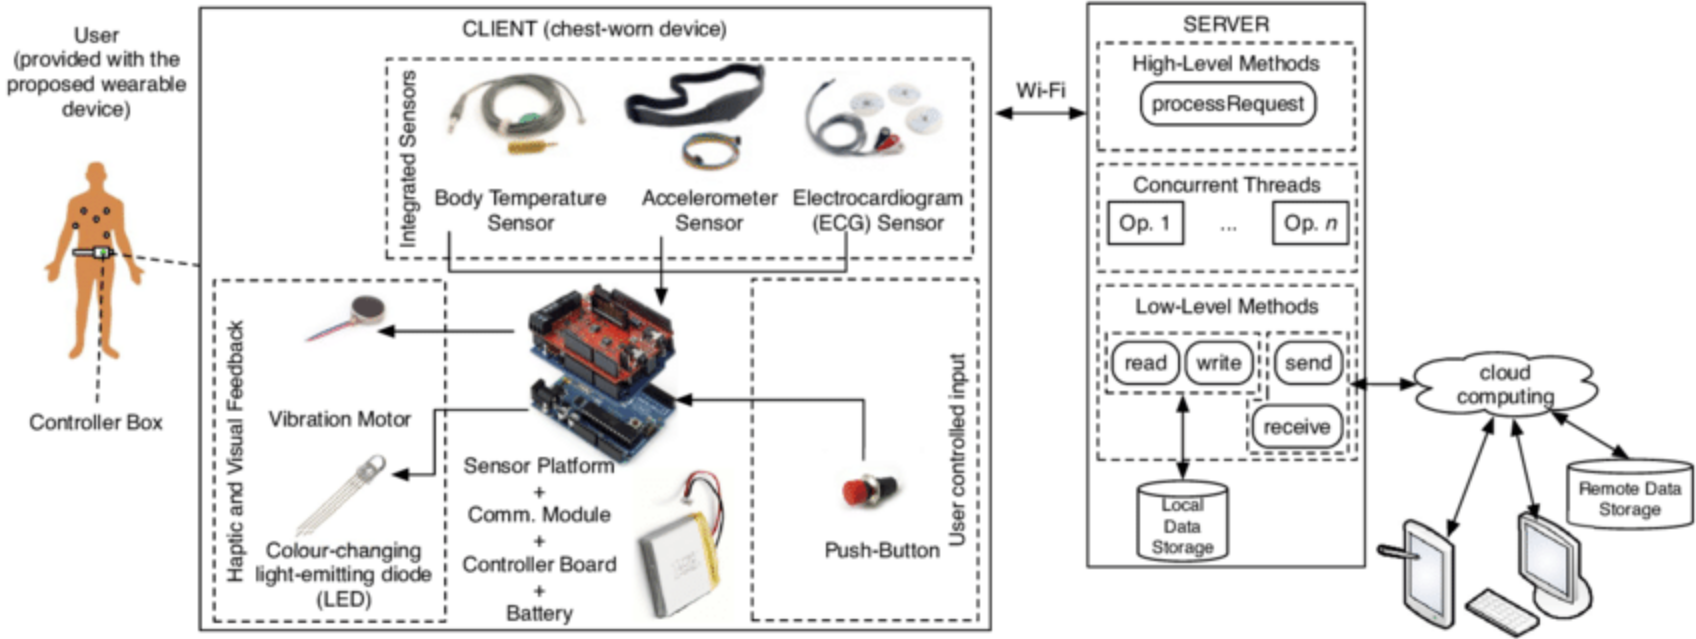 User
(provided with the
proposed wearable
device)
Controller Box
CLIENT (chest-worn device)
Integrated Sensors
Body Temperature
Sensor
Accelerometer
Sensor
Electrocardiogram
(ECG) Sensor
Haptic and Visual Feedback
Vibration Motor
Colour-changing
light-emitting diode
(LED)
Sensor Platform
+
Comm. Module
+
Controller Board
+
Battery
User controlled input
Push-Button
Wi-Fi
SERVER
High-Level Methods
processRequest
Concurrent Threads
Op. 1 ... Op. n
Low-Level Methods
read write send
receive
Local
Data
Storage
cloud
computing
Remote Data
Storage